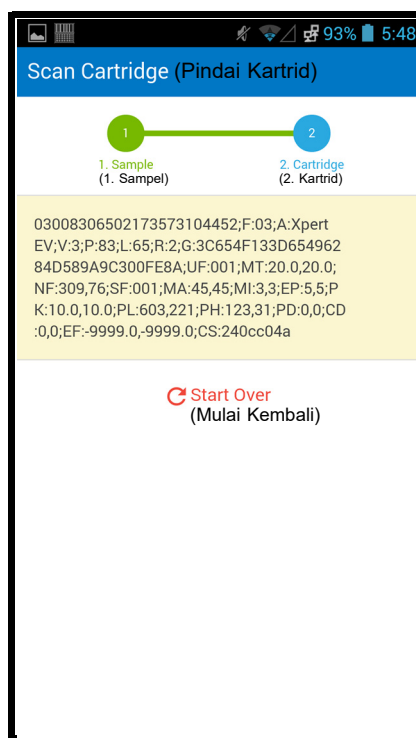 93% 5:48
Scan Cartridge (Pindai Kartrid)
1 2
1. Sample 2. Cartridge
(1. Sampel) (2. Kartrid)
03008306502173573104452;F:03;A:Xpert
EV;V:3;P:83;L:65;R:2;G:3C654F133D654962
84D589A9C300FE8A;UF:001;MT:20.0,20.0;
NF:309,76;SF:001;MA:45,45;MI:3,3;EP:5,5;P
K:10.0,10.0;PL:603,221;PH:123,31;PD:0,0;CD
:0,0;EF:-9999.0,-9999.0;CS:240cc04a
Start Over
(Mulai Kembali)